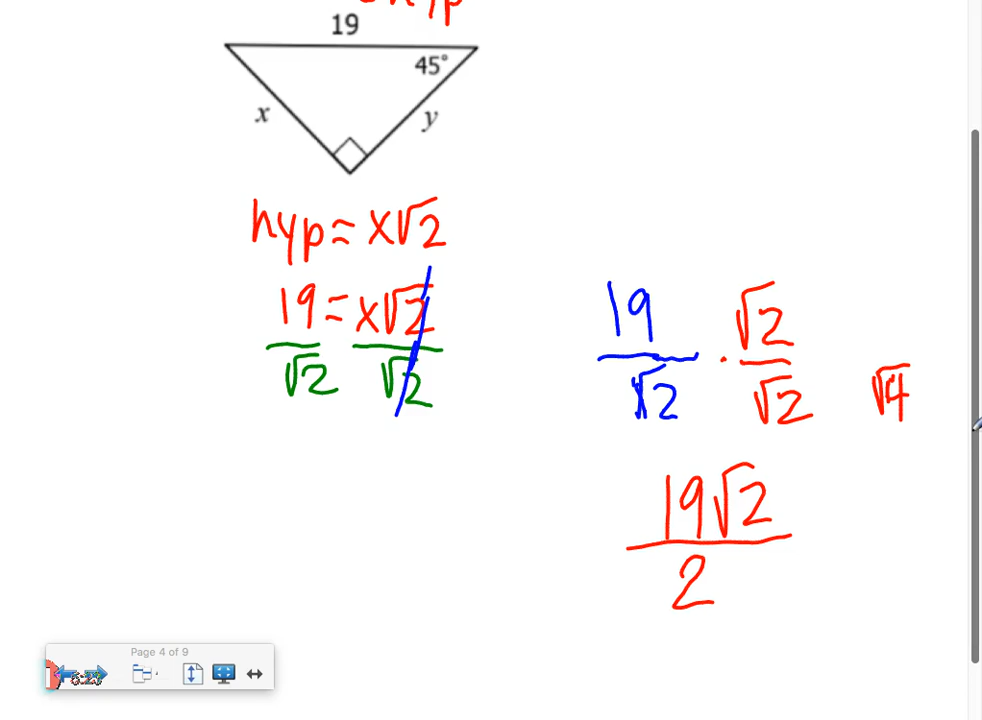 hyp
19
45°
x
y
hyp = x√2
19 = x√2
√2 √2
19 · √2
√2 √2
√4
19√2
2
Page 4 of 9